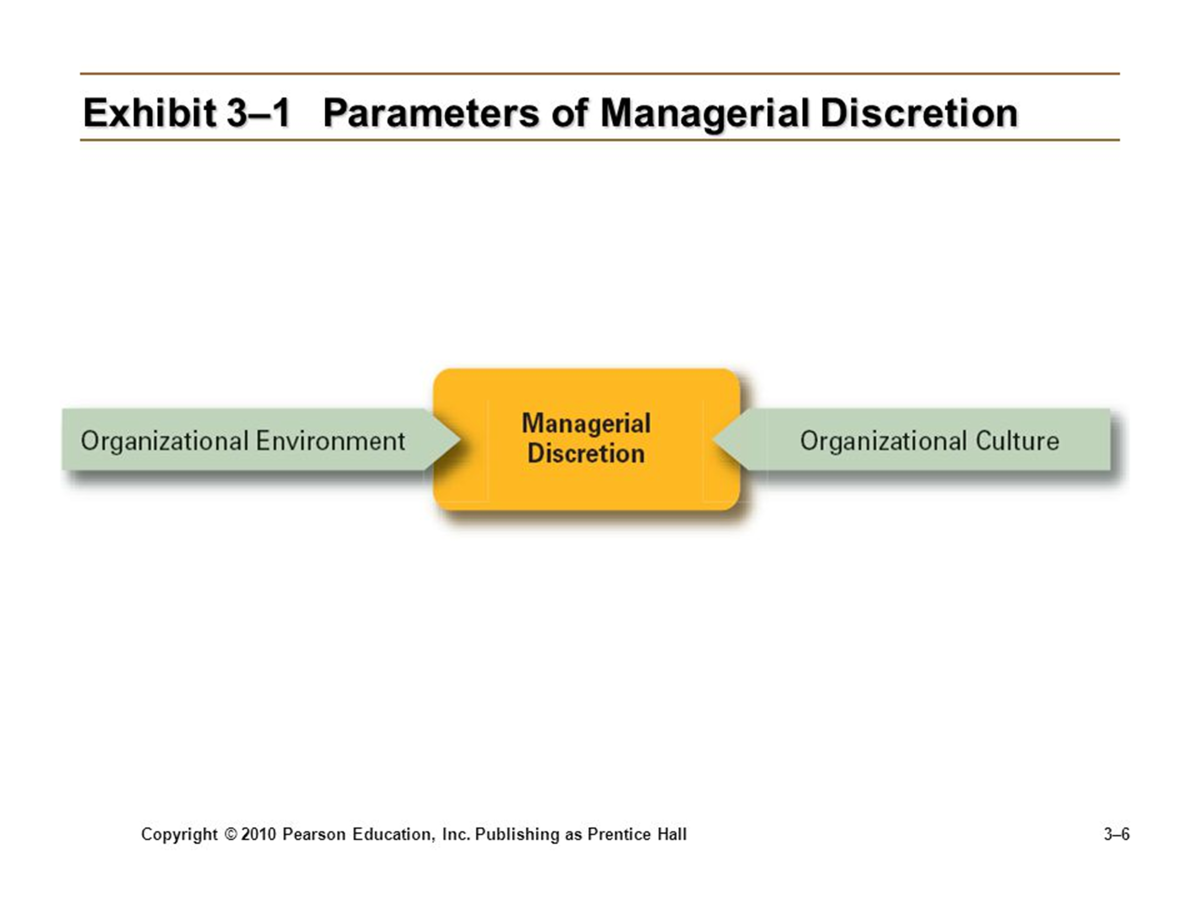 Exhibit 3–1 Parameters of Managerial Discretion
Organizational Environment
Managerial
Discretion
Organizational Culture
Copyright © 2010 Pearson Education, Inc. Publishing as Prentice Hall
3–6